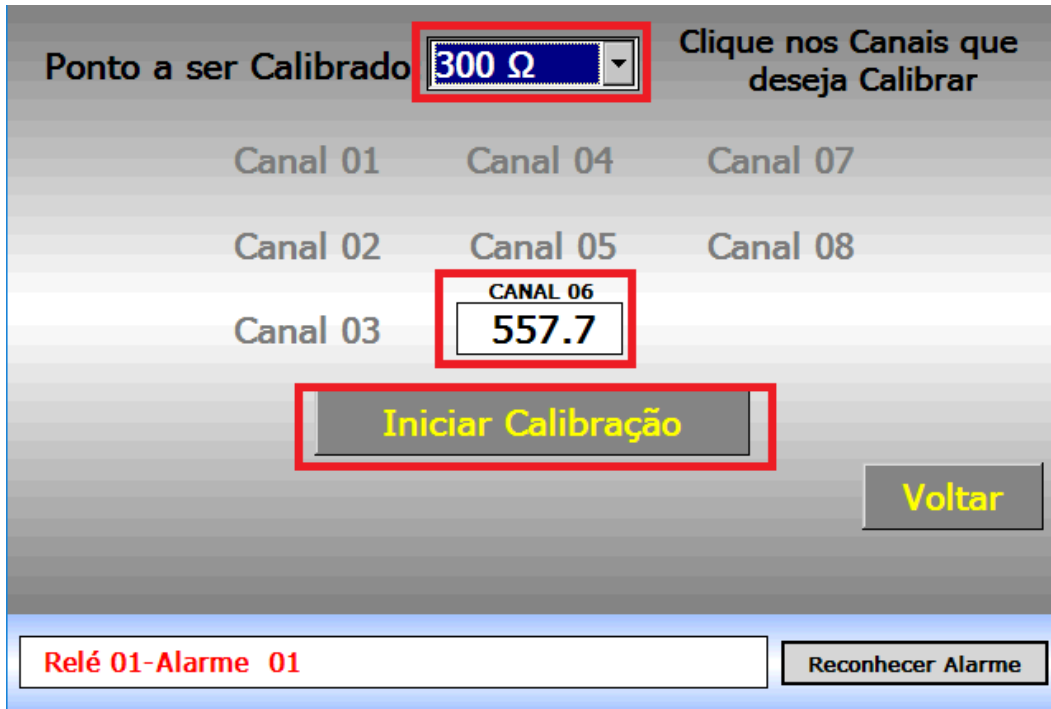 Ponto a ser Calibrado 300 Ω
Clique nos Canais que
deseja Calibrar
Canal 01 Canal 04 Canal 07
Canal 02 Canal 05 Canal 08
CANAL 06
Canal 03 557.7
Iniciar Calibração
Voltar
Relé 01-Alarme 01
Reconhecer Alarme